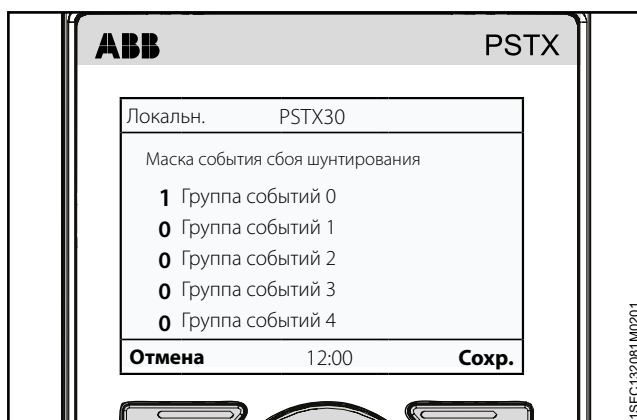 ABB PSTX
Локальн. PSTX30
Маска события сбоя шунтирования
1 Группа событий 0
0 Группа событий 1
0 Группа событий 2
0 Группа событий 3
0 Группа событий 4
Отмена 12:00 Сохр.
1SFC132081M0201